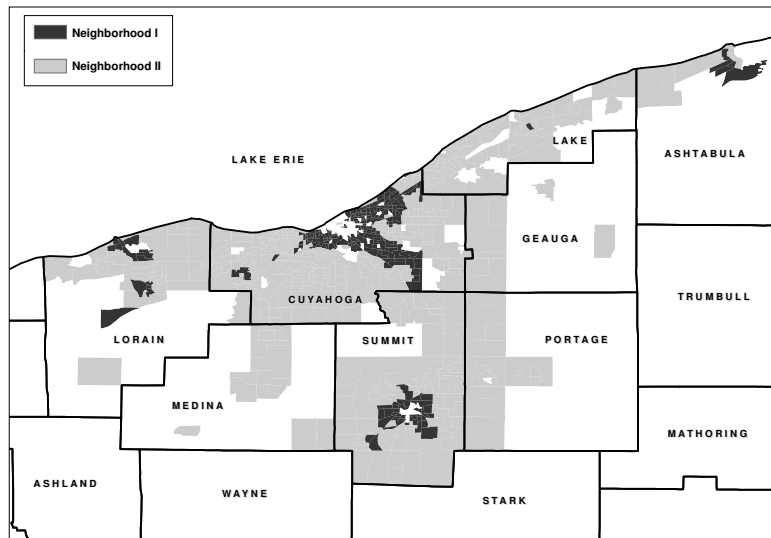 Neighborhood I
Neighborhood II
LAKE ERIE
LAKE
ASHTABULA
GEAUGA
CUYAHOGA
TRUMBULL
LORAIN
SUMMIT
PORTAGE
MEDINA
MATHORING
ASHLAND
WAYNE
STARK